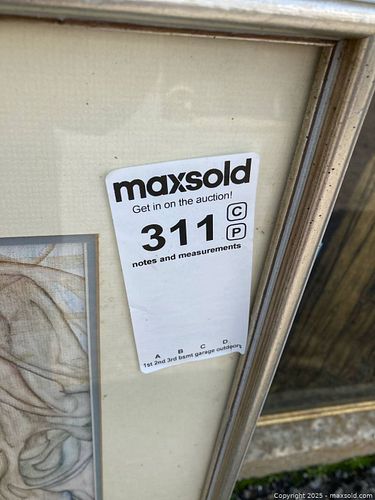 maxsold
Get in on the auction!
311 C
P
notes and measurements
A B C D
1st 2nd 3rd bsmt garage outdoors
Copyright © 2025 - maxsold.com